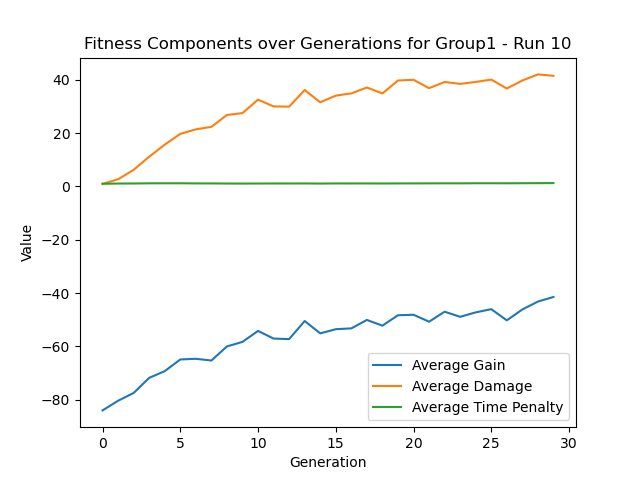 Fitness Components over Generations for Group1 - Run 10
Value
40
20
0
−20
−40
−60
−80
Average Gain
Average Damage
Average Time Penalty
0 5 10 15 20 25 30
Generation